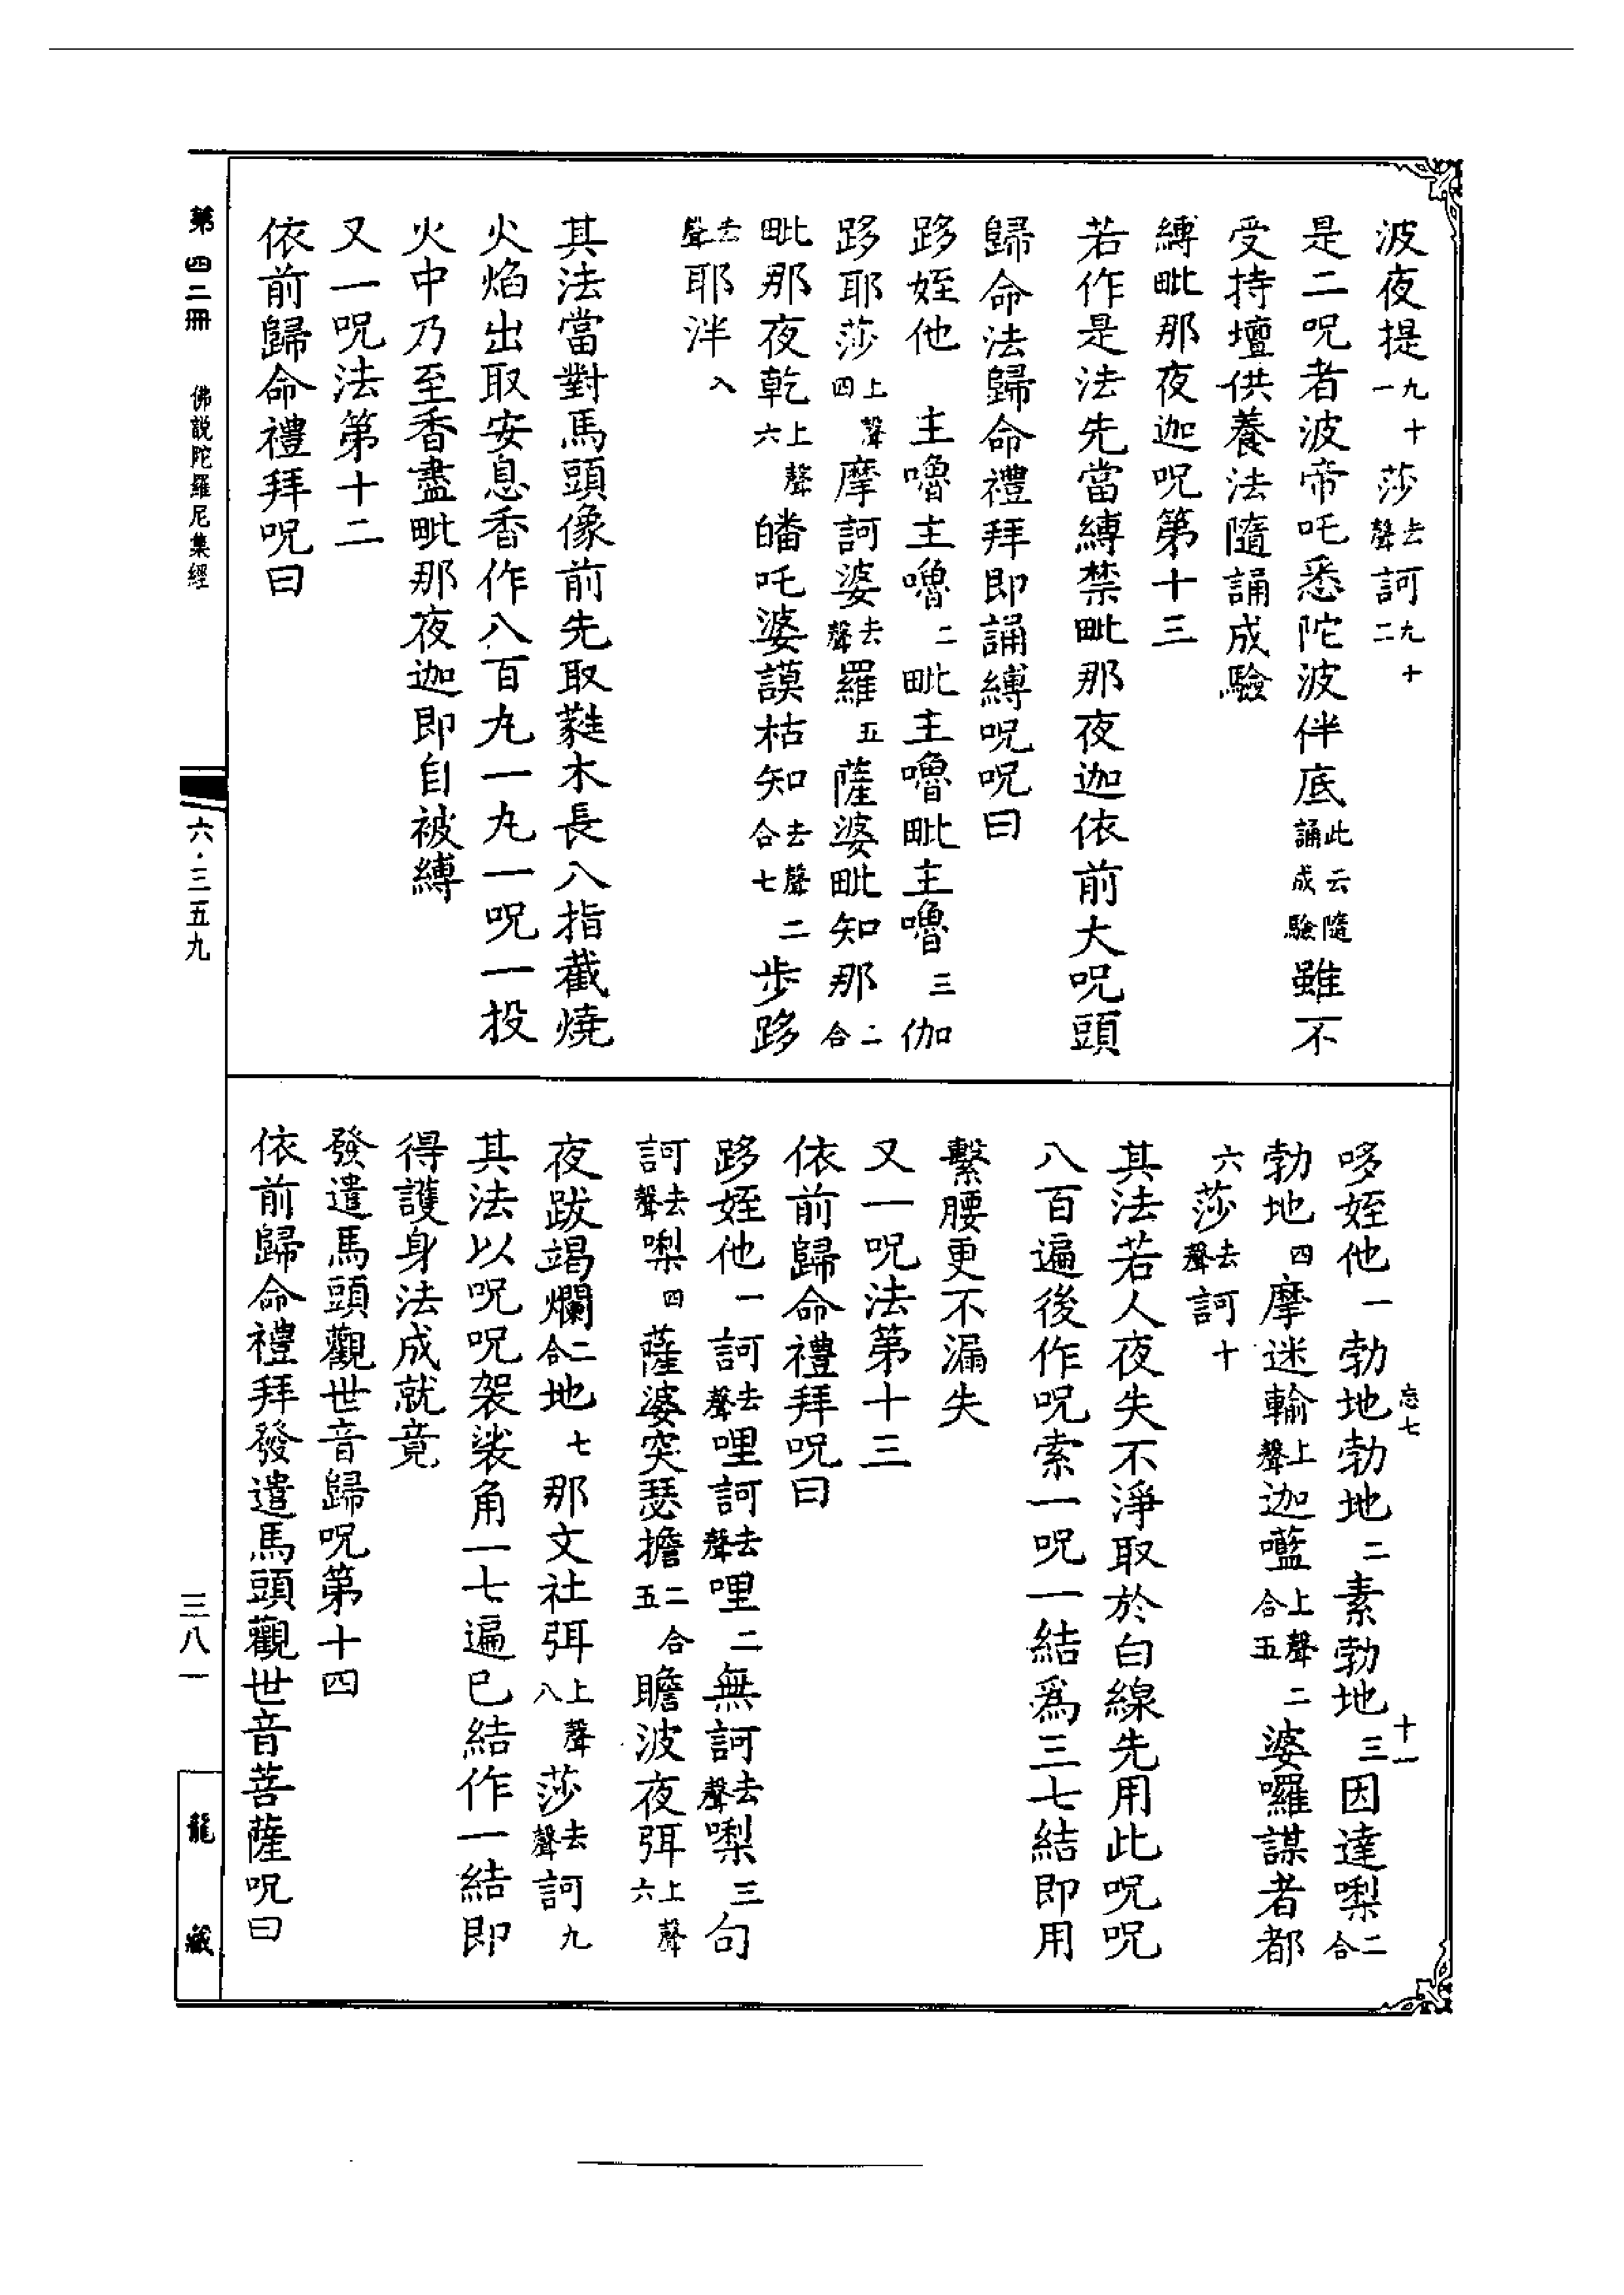 波夜提九十一莎去聲訶九十二
是二呪者波帝吒悉陀波伴底此云隨誦成驗雖不
受持壇供養法隨誦成驗
縛毗那夜迦呪第十三
若作是法先當縛禁毗那夜迦依前大呪頭
歸命法歸命禮拜即誦縛呪呪曰
跢姪他 主嚕主嚕二毗主嚕毗主嚕三伽
跢耶莎上聲四摩訶婆去聲羅五薩婆毗知那二合
毗那夜乾上聲六皤吒婆謨枯知去聲二合七步跢
去聲耶泮八
其法當對馬頭像前先取蕤木長八指截燒
火焰出取安息香作八百九一九一呪一投
火中乃至香盡毗那夜迦即自被縛
又一呪法第十二
依前歸命禮拜呪曰
哆姪他一勃地勃地二素勃地三因達㗚二合
勃地四摩迷輸上聲迦㘕上聲二合五婆囉謀者都
六莎去聲訶十
其法若人夜失不淨取於白線先用此呪呪
八百遍後作呪索一呪一結爲三七結即用
繫腰更不漏失
又一呪法第十三
依前歸命禮拜呪曰
跢姪他一訶去聲哩訶去聲哩二無訶去聲㗚三句
訶去聲㗚四薩婆突瑟擔二合五瞻波夜弭上聲六
夜跋竭爛二合地七那文社弭上聲八莎去聲訶九
其法以呪呪袈裟角一七遍已結作一結即
得護身法成就竟
發遣馬頭觀世音歸呪第十四
依前歸命禮拜發遣馬頭觀世音菩薩呪曰
忘七
十一
第四二冊 佛說陀羅尼集經
六·三五九
三八一
龍藏